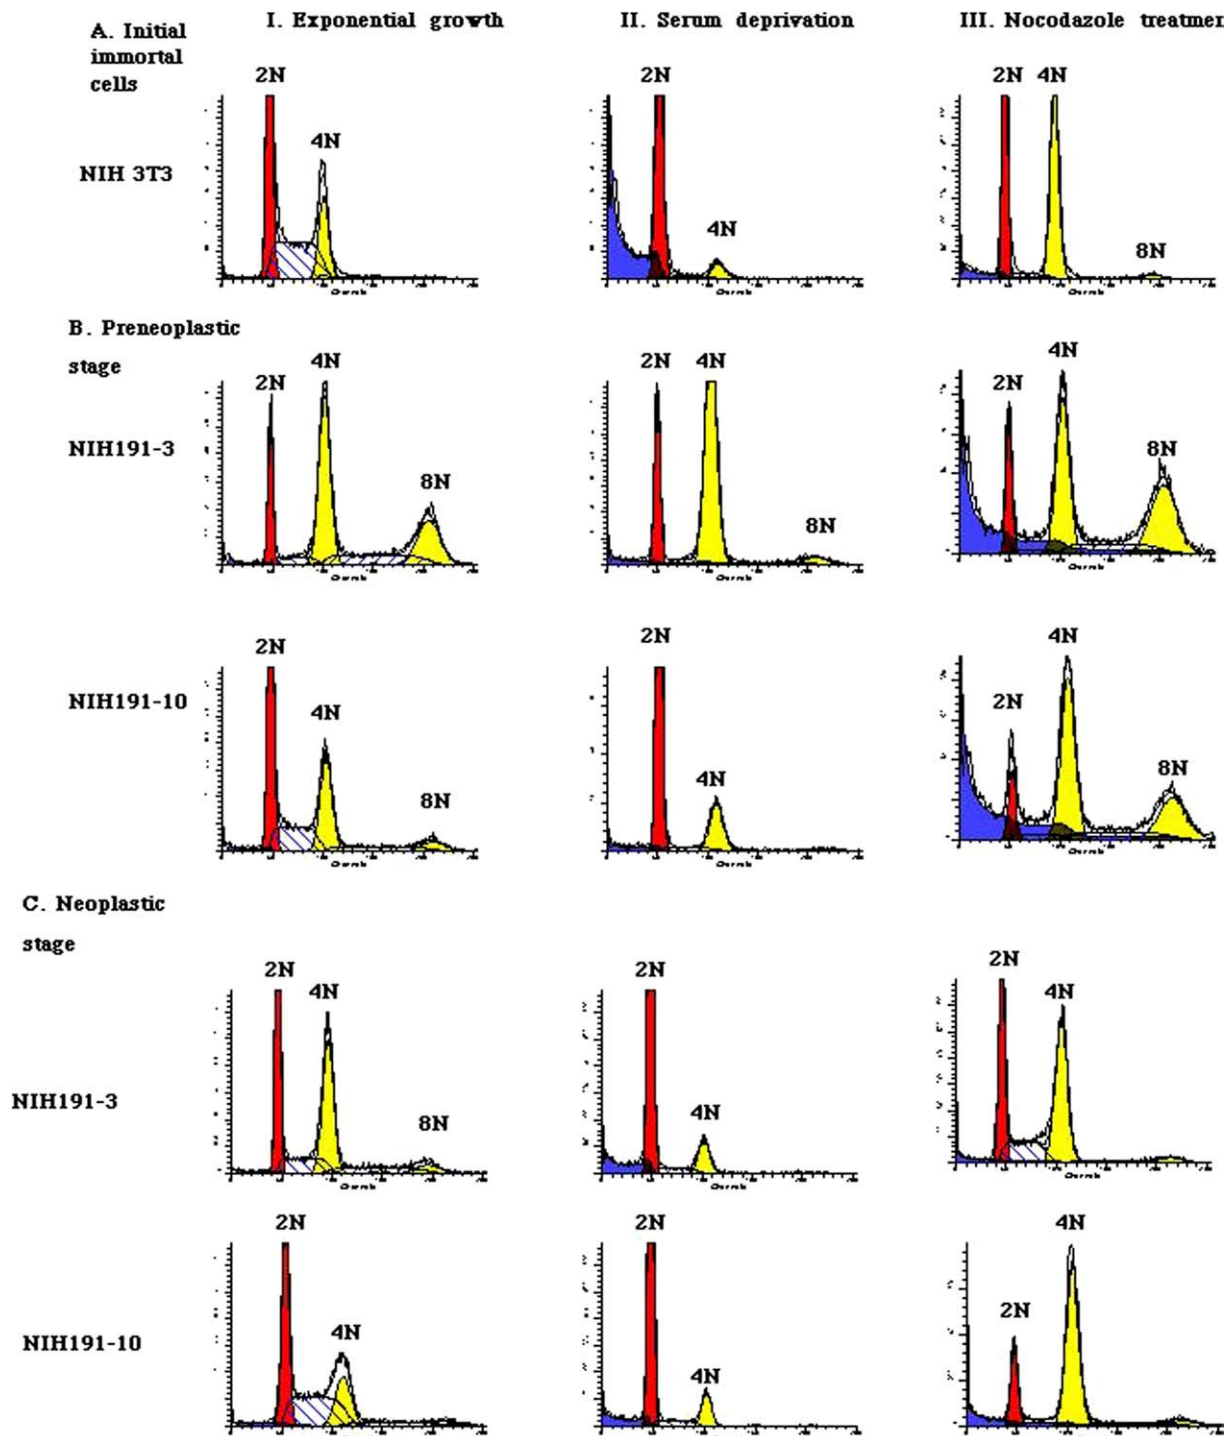 I. Exponential growth
II. Serum deprivation
III. Nocodazole treatmen
A. Initial
immortal
cells
NIH 3T3
2N
4N
2N
4N
2N
4N
8N
B. Preneoplastic
stage
NIH191-3
2N
4N
8N
2N
4N
8N
2N
4N
8N
NIH191-10
2N
4N
8N
2N
4N
2N
4N
8N
C. Neoplastic
stage
NIH191-3
2N
4N
8N
2N
4N
2N
4N
NIH191-10
2N
4N
2N
4N
2N
4N